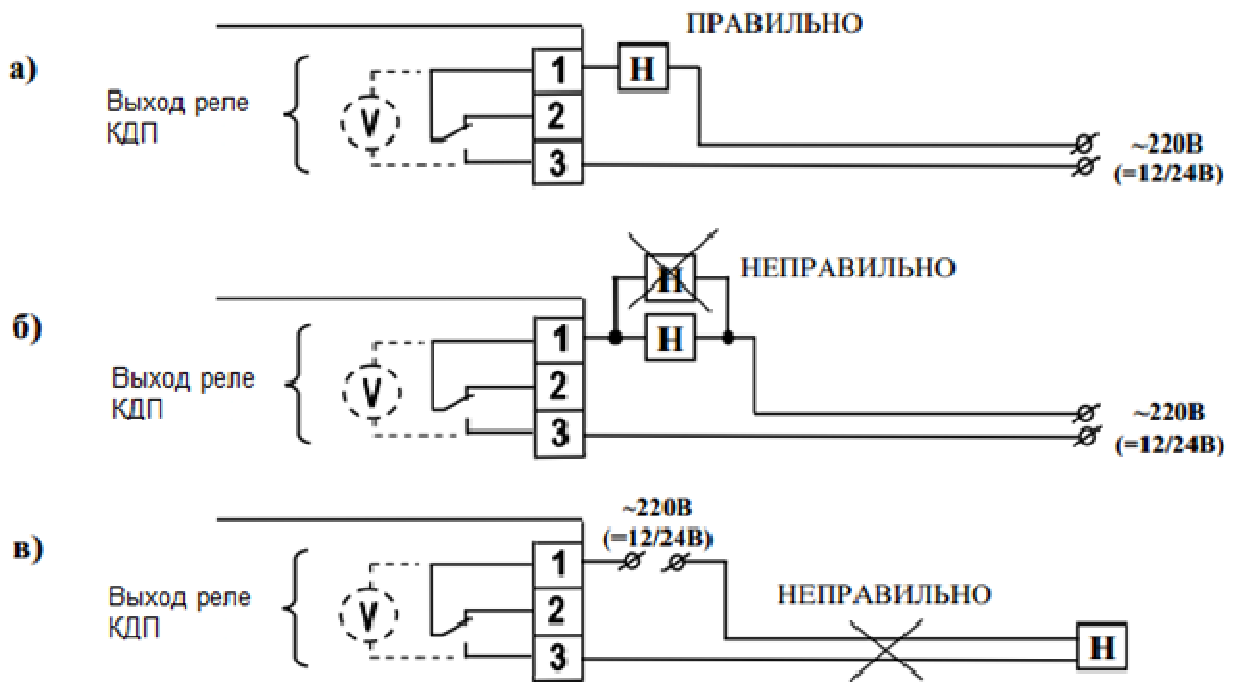 ПРАВИЛЬНО
а)
Выход реле
КДП
V
1
2
3
Н
~220В
(=12/24В)
НЕПРАВИЛЬНО
б)
Выход реле
КДП
V
1
2
3
Н
Н
~220В
(=12/24В)
в)
Выход реле
КДП
V
1
2
3
~220В
(=12/24В)
НЕПРАВИЛЬНО
Н